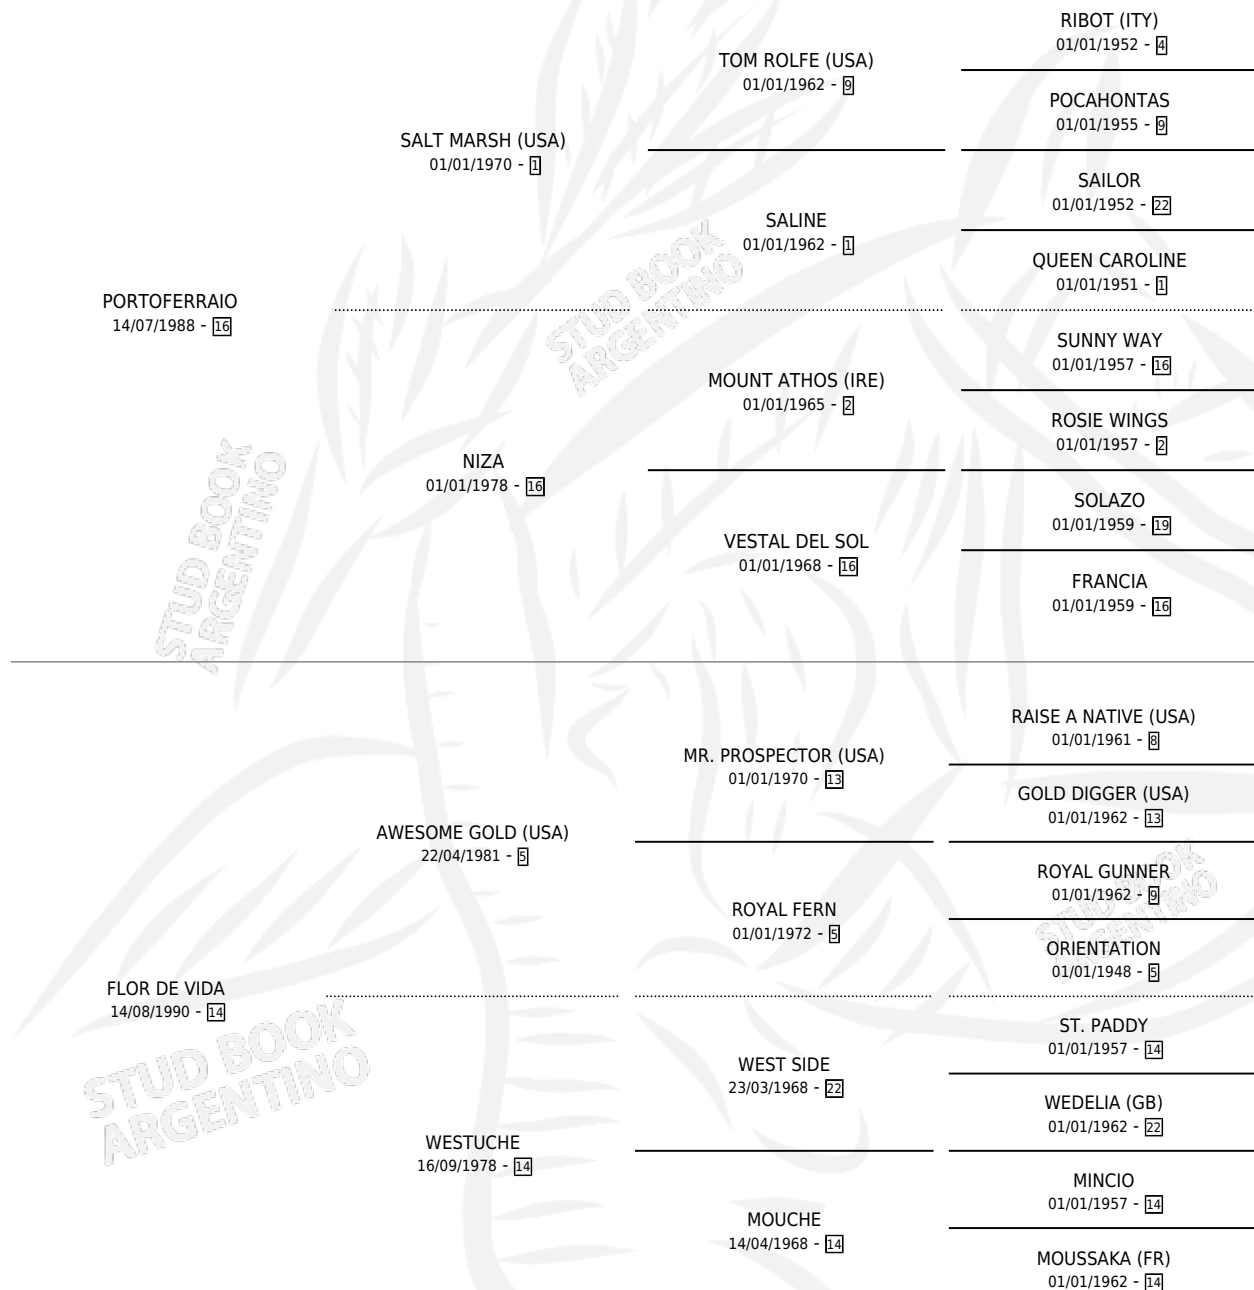 RIBOT (ITY)
01/01/1952 - 4
TOM ROLFE (USA)
01/01/1962 - 9
POCAHONTAS
01/01/1955 - 9
SALT MARSH (USA)
01/01/1970 - 1
SAILOR
01/01/1952 - 22
SALINE
01/01/1962 - 1
QUEEN CAROLINE
01/01/1951 - 1
PORTOFERRAIO
14/07/1988 - 16
STUD BOOK
ARGENTINO
SUNNY WAY
01/01/1957 - 16
MOUNT ATHOS (IRE)
01/01/1965 - 2
ROSIE WINGS
01/01/1957 - 2
NIZA
01/01/1978 - 16
SOLAZO
01/01/1959 - 19
VESTAL DEL SOL
01/01/1968 - 16
FRANCIA
01/01/1959 - 16
STUD BOOK
ARGENTINO
RAISE A NATIVE (USA)
01/01/1961 - 8
MR. PROSPECTOR (USA)
01/01/1970 - 13
GOLD DIGGER (USA)
01/01/1962 - 13
AWESOME GOLD (USA)
22/04/1981 - 5
ROYAL GUNNER
01/01/1962 - 9
STUD BOOK
ARGENTINO
ROYAL FERN
01/01/1972 - 5
ORIENTATION
01/01/1948 - 5
FLOR DE VIDA
14/08/1990 - 14
STUD BOOK
ARGENTINO
ST. PADDY
01/01/1957 - 14
WEST SIDE
23/03/1968 - 22
WEDELIA (GB)
01/01/1962 - 22
WESTUCHE
16/09/1978 - 14
MINCIO
01/01/1957 - 14
MOUCHE
14/04/1968 - 14
MOUSSAKA (FR)
01/01/1962 - 14